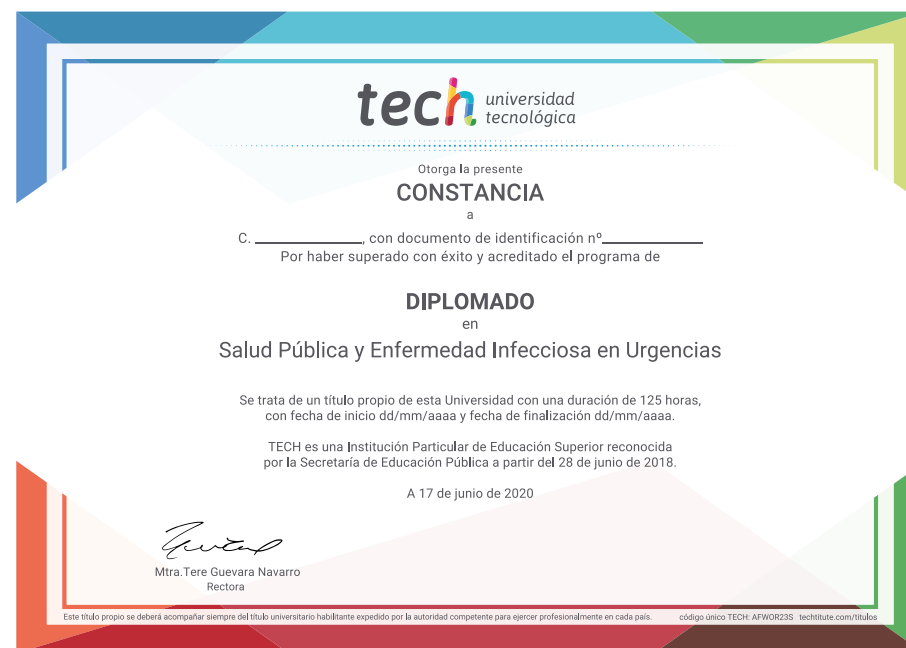 tech universidad
tecnológica
Otorga la presente
CONSTANCIA
a
C. ____________, con documento de identificación nº____________
Por haber superado con éxito y acreditado el programa de
DIPLOMADO
en
Salud Pública y Enfermedad Infecciosa en Urgencias
Se trata de un título propio de esta Universidad con una duración de 125 horas,
con fecha de inicio dd/mm/aaaa y fecha de finalización dd/mm/aaaa.
TECH es una Institución Particular de Educación Superior reconocida
por la Secretaría de Educación Pública a partir del 28 de junio de 2018.
A 17 de junio de 2020
Mtra.Tere Guevara Navarro
Rectora
Este título propio se deberá acompañar siempre del título universitario habilitante expedido por la autoridad competente para ejercer profesionalmente en cada país. código único TECH: AFWOR23S techtitute.com/titulos